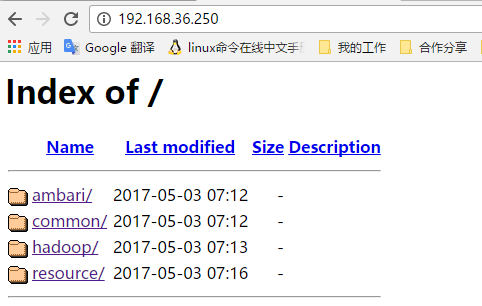 192.168.36.250
应用 Google 翻译 linux命令在线中文手 我的工作 合作分享
Index of /
Name Last modified Size Description
ambari/ 2017-05-03 07:12 -
common/ 2017-05-03 07:12 -
hadoop/ 2017-05-03 07:13 -
resource/ 2017-05-03 07:16 -